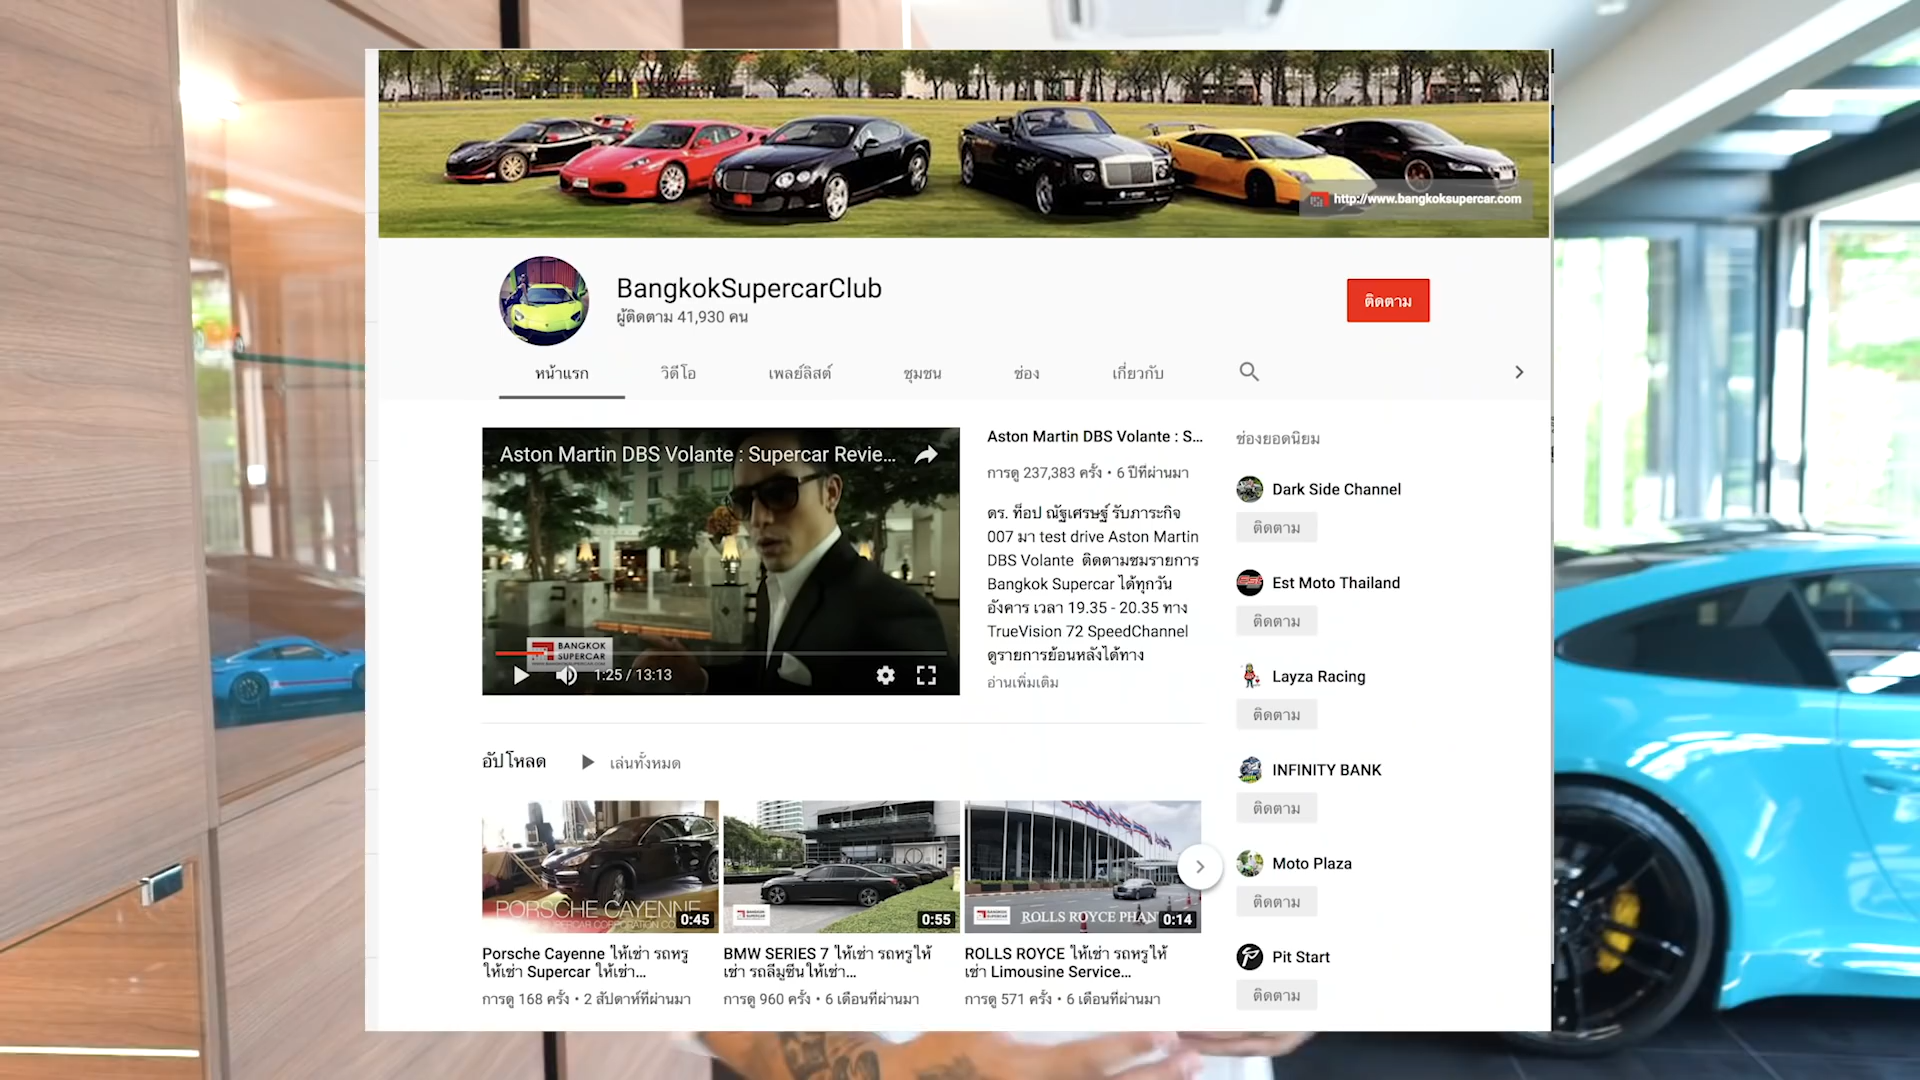 http://www.bangkoksupercar.com
BangkokSupercarClub
ผู้ติดตาม 41,930 คน
ติดตาม
หน้าแรก
วิดีโอ
เพลย์ลิสต์
ชุมชน
ช่อง
เกี่ยวกับ
Aston Martin DBS Volante : Supercar Revie...
BANGKOK
SUPERCAR
1:25 / 13:13
Aston Martin DBS Volante : S...
การดู 237,383 ครั้ง • 6 ปีที่ผ่านมา
ดร. ท็อป ณัฐเศรษฐ์ รับภาระกิจ
007 มา test drive Aston Martin
DBS Volante ติดตามชมรายการ
Bangkok Supercar ได้ทุกวัน
อังคาร เวลา 19.35 - 20.35 ทาง
TrueVision 72 SpeedChannel
ดูรายการย้อนหลังได้ทาง
อ่านเพิ่มเติม
ช่องยอดนิยม
Dark Side Channel
ติดตาม
Est Moto Thailand
ติดตาม
Layza Racing
ติดตาม
INFINITY BANK
ติดตาม
Moto Plaza
ติดตาม
Pit Start
ติดตาม
อัปโหลด
เล่นทั้งหมด
PORSCHE CAYENNE
0:45
Porsche Cayenne ให้เช่า รถหรู
ให้เช่า Supercar ให้เช่า...
การดู 168 ครั้ง • 2 สัปดาห์ที่ผ่านมา
0:55
BMW SERIES 7 ให้เช่า รถหรูให้
เช่า รถลีมูซีนให้เช่า...
การดู 960 ครั้ง • 6 เดือนที่ผ่านมา
ROLLS ROYCE PHAN
0:14
ROLLS ROYCE ให้เช่า รถหรูให้
เช่า Limousine Service...
การดู 571 ครั้ง • 6 เดือนที่ผ่านมา